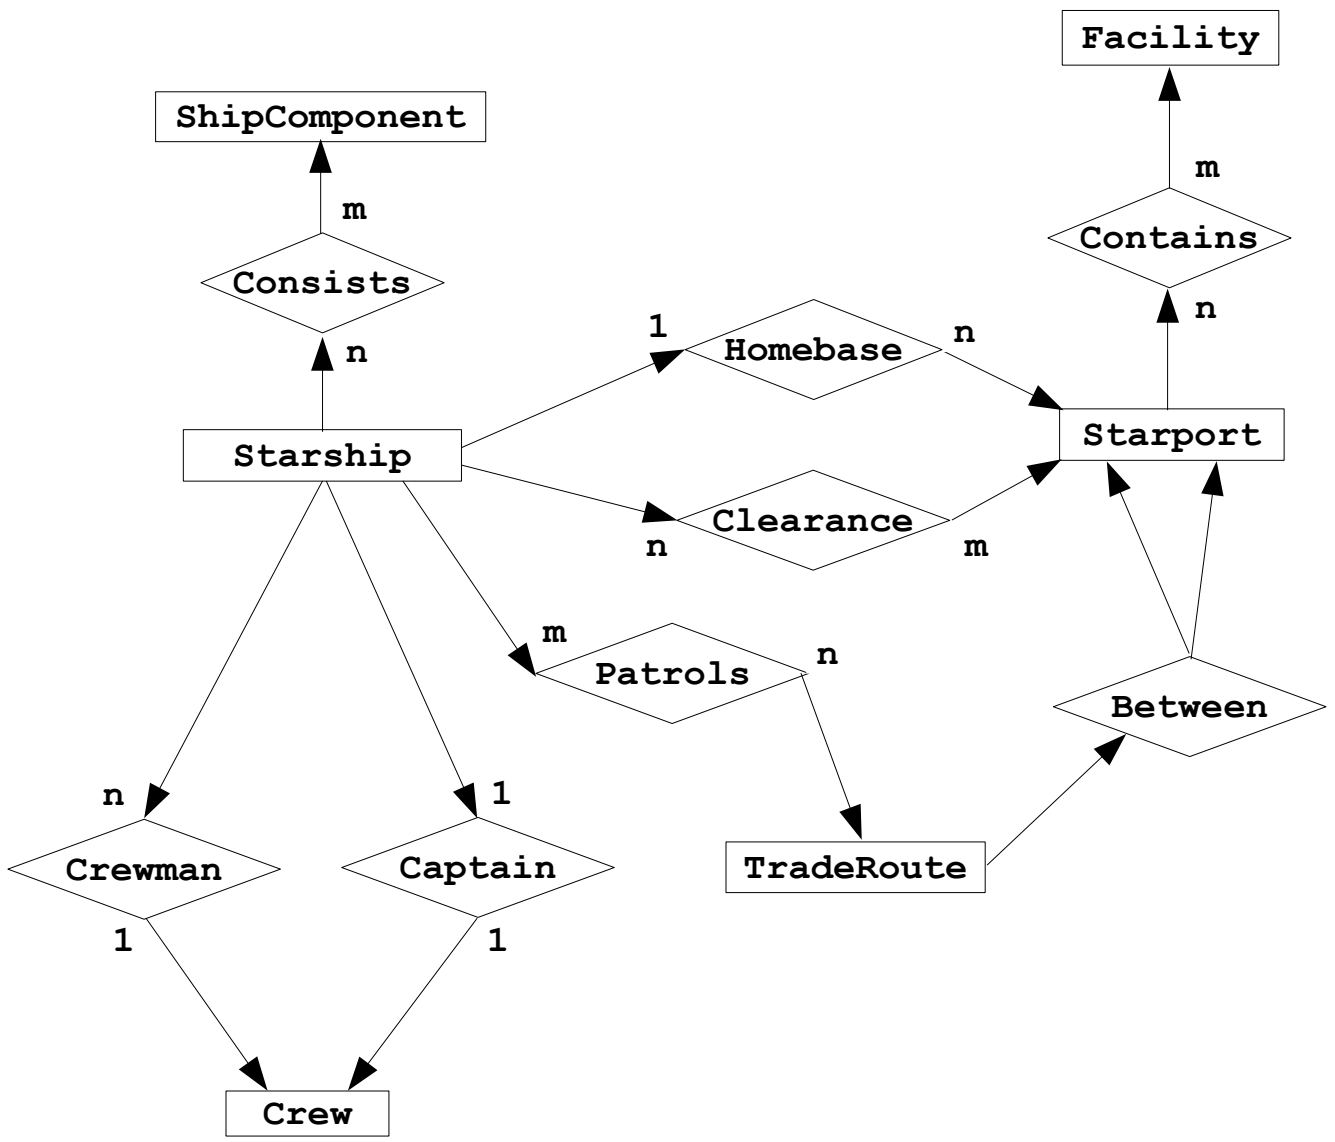 Facility
ShipComponent
m
m
Contains
Consists
n
1
Homebase
n
n
Starport
Starship
Clearance
n
m
m
n
Patrols
Between
n
1
Crewman
Captain
TradeRoute
1
1
Crew